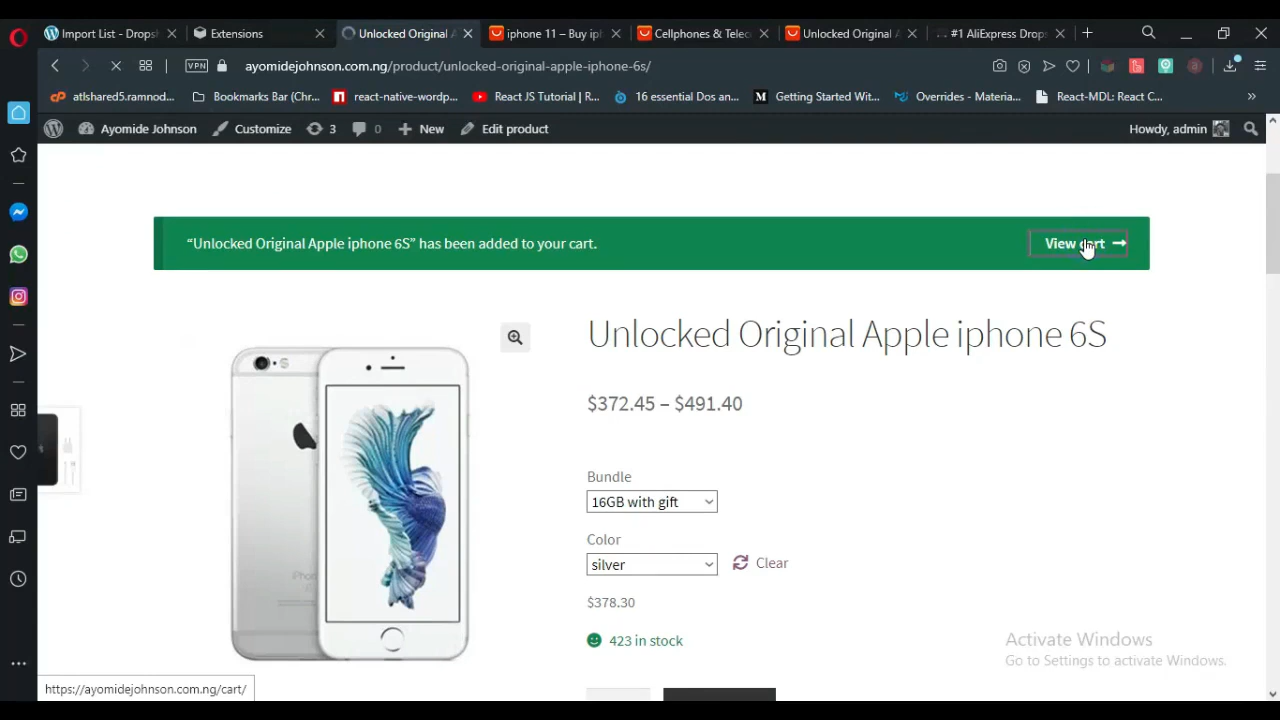 Import List - Dropsh
Extensions
Unlocked Original A
iphone 11 – Buy ip
Cellphones & Teleco
Unlocked Original A
#1 AliExpress Drops
VPN
ayomidejohnson.com.ng/product/unlocked-original-apple-iphone-6s/
atlshared5.ramnod...
Bookmarks Bar (Chr...
react-native-wordp...
React JS Tutorial | R...
16 essential Dos an...
Getting Started Wit...
Overrides - Materia...
React-MDL: React C...
Ayomide Johnson
Customize
3
0
New
Edit product
Howdy, admin
“Unlocked Original Apple iphone 6S” has been added to your cart.
View cart
Unlocked Original Apple iphone 6S
$372.45 – $491.40
Bundle
16GB with gift
Color
silver
Clear
$378.30
423 in stock
Activate Windows
Go to Settings to activate Windows.
https://ayomidejohnson.com.ng/cart/